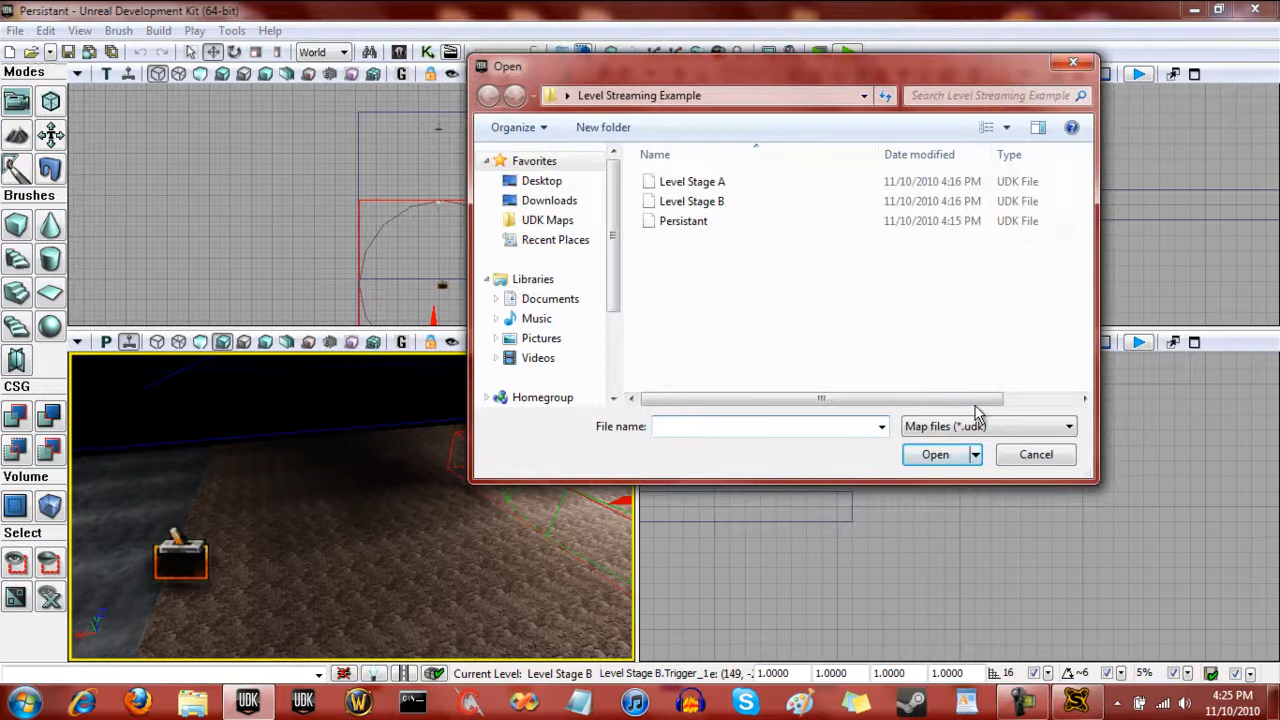 Persistant - Unreal Development Kit (64-bit)
File Edit View Brush Build Play Tools Help
World
Modes
Brushes
CSG
Volume
Select
Open
Level Streaming Example
Search Level Streaming Example
Organize New folder
Name Date modified Type
Favorites
Desktop
Downloads
UDK Maps
Recent Places
Libraries
Documents
Music
Pictures
Videos
Homegroup
Level Stage A 11/10/2010 4:16 PM UDK File
Level Stage B 11/10/2010 4:16 PM UDK File
Persistant 11/10/2010 4:15 PM UDK File
File name: Map files (*.udk)
Open Cancel
Current Level: Level Stage B Level Stage B.Trigger_1 e: (149, - 1.0000 1.0000 1.0000 1.0000 16 ~6 5%
4:25 PM
11/10/2010